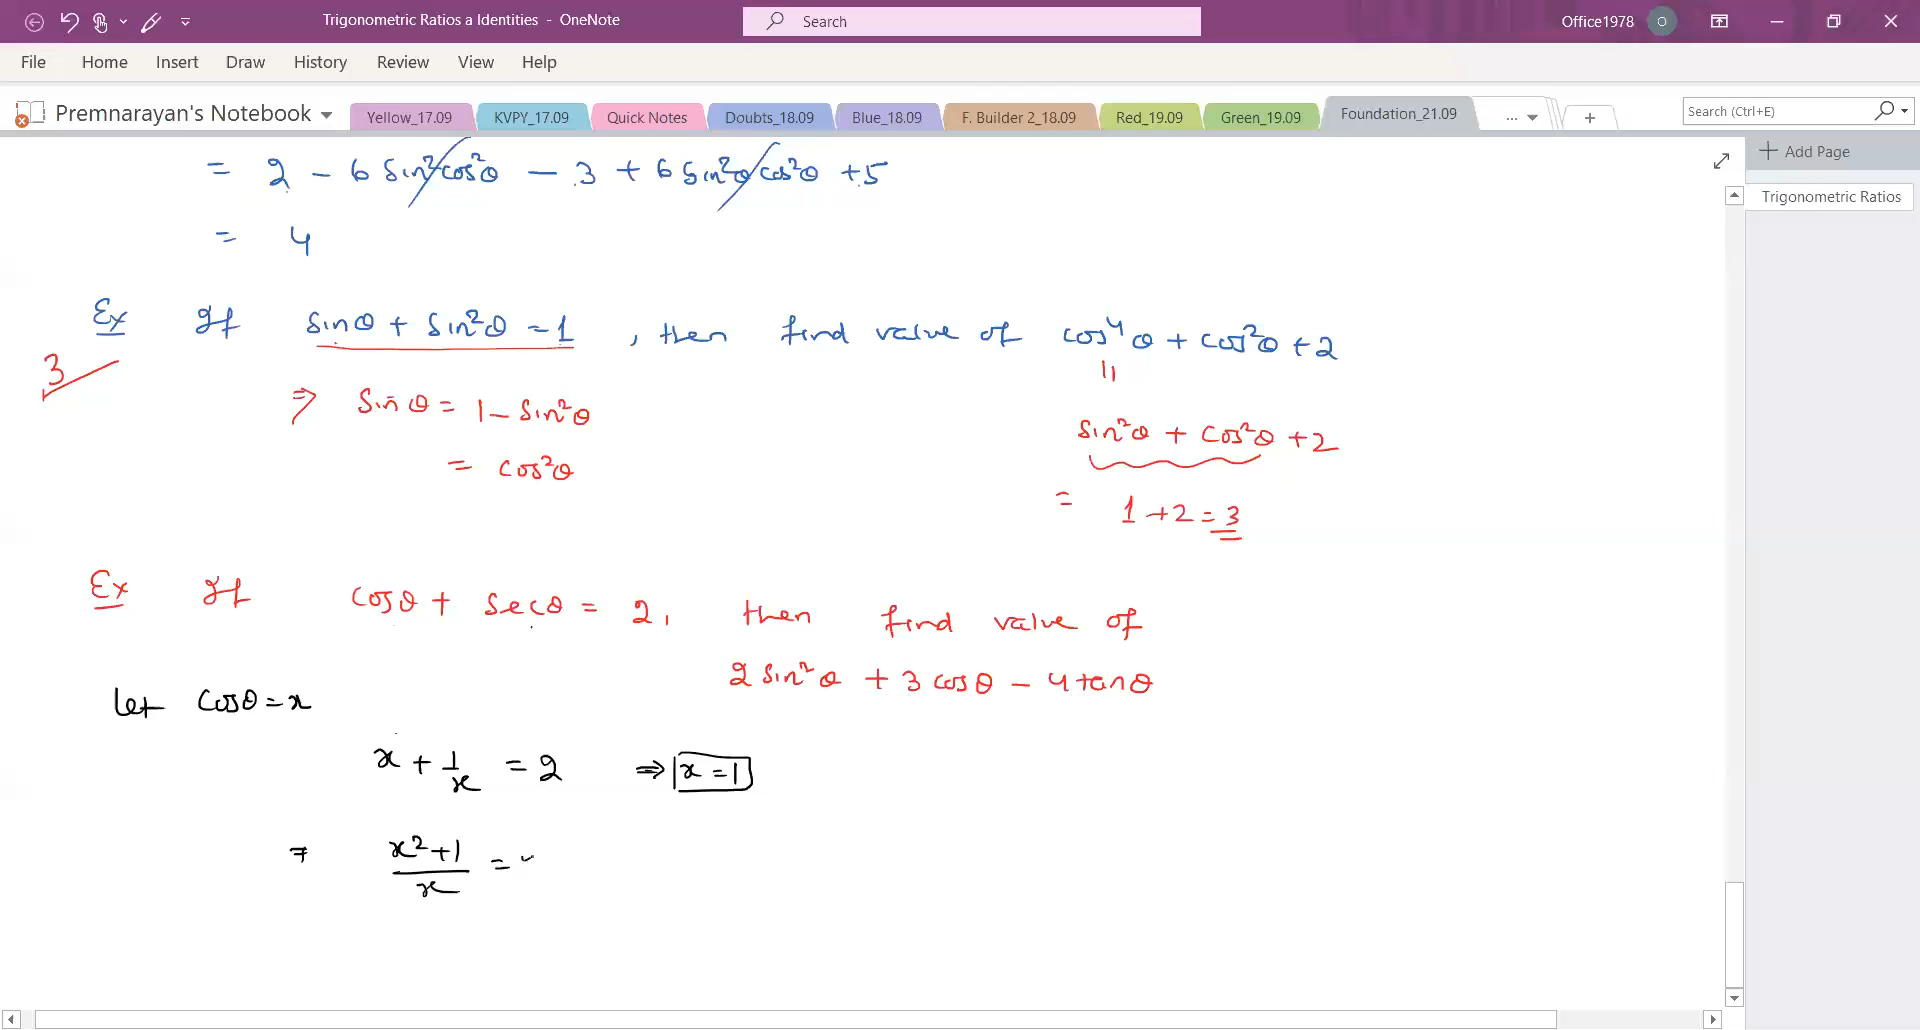 Trigonometric Ratios a Identities - OneNote
Search
Office1978
O
File Home Insert Draw History Review View Help
Premnarayan's Notebook
Yellow_17.09 KVPY_17.09 Quick Notes Doubts_18.09 Blue_18.09 F. Builder 2_18.09 Red_19.09 Green_19.09 Foundation_21.09 ... +
Search (Ctrl+E)
+ Add Page
Trigonometric Ratios
= 2 - 6 Sin²cos²θ - 3 + 6 Sin²θ cos²θ + 5
= 4
Ex If sinθ + sin²θ = 1, then find value of cos⁴θ + cos²θ + 2
3
⇒ Sinθ = 1 - Sin²θ
= cos²θ
||
sin²θ + cos²θ + 2
= 1 + 2 = 3
Ex If cosθ + secθ = 2, then find value of
2 sin²θ + 3 cosθ - 4 tanθ
let cosθ = x
x + 1/x = 2 ⇒ x = 1
⇒ x² + 1 / x =